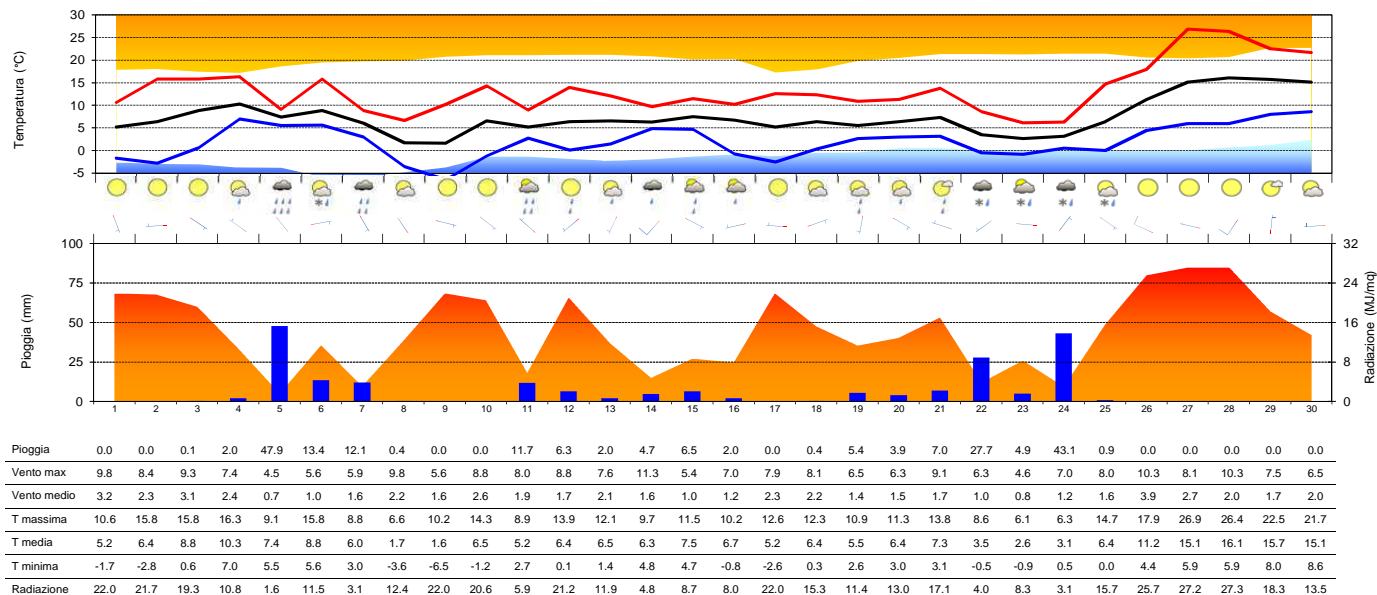 30
25
20
15
10
5
0
-5
Temperatura (°C)
100
75
50
25
0
Pioggia (mm)
32
24
16
8
0
Radiazione (MJ/mq)
1 2 3 4 5 6 7 8 9 10 11 12 13 14 15 16 17 18 19 20 21 22 23 24 25 26 27 28 29 30
Pioggia 0.0 0.0 0.1 2.0 47.9 13.4 12.1 0.4 0.0 0.0 11.7 6.3 2.0 4.7 6.5 2.0 0.0 0.4 5.4 3.9 7.0 27.7 4.9 43.1 0.9 0.0 0.0 0.0 0.0 0.0
Vento max 9.8 8.4 9.3 7.4 4.5 5.6 5.9 9.8 5.6 8.8 8.0 8.8 7.6 11.3 5.4 7.0 7.9 8.1 6.5 6.3 9.1 6.3 4.6 7.0 8.0 10.3 8.1 10.3 7.5 6.5
Vento medio 3.2 2.3 3.1 2.4 0.7 1.0 1.6 2.2 1.6 2.6 1.9 1.7 2.1 1.6 1.0 1.2 2.3 2.2 1.4 1.5 1.7 1.0 0.8 1.2 1.6 3.9 2.7 2.0 1.7 2.0
T massima 10.6 15.8 15.8 16.3 9.1 15.8 8.8 6.6 10.2 14.3 8.9 13.9 12.1 9.7 11.5 10.2 12.6 12.3 10.9 11.3 13.8 8.6 6.1 6.3 14.7 17.9 26.9 26.4 22.5 21.7
T media 5.2 6.4 8.8 10.3 7.4 8.8 6.0 1.7 1.6 6.5 5.2 6.4 6.5 6.3 7.5 6.7 5.2 6.4 5.5 6.4 7.3 3.5 2.6 3.1 6.4 11.2 15.1 16.1 15.7 15.1
T minima -1.7 -2.8 0.6 7.0 5.5 5.6 3.0 -3.6 -6.5 -1.2 2.7 0.1 1.4 4.8 4.7 -0.8 -2.6 0.3 2.6 3.0 3.1 -0.5 -0.9 0.5 0.0 4.4 5.9 5.9 8.0 8.6
Radiazione 22.0 21.7 19.3 10.8 1.6 11.5 3.1 12.4 22.0 20.6 5.9 21.2 11.9 4.8 8.7 8.0 22.0 15.3 11.4 13.0 17.1 4.0 8.3 3.1 15.7 25.7 27.2 27.3 18.3 13.5